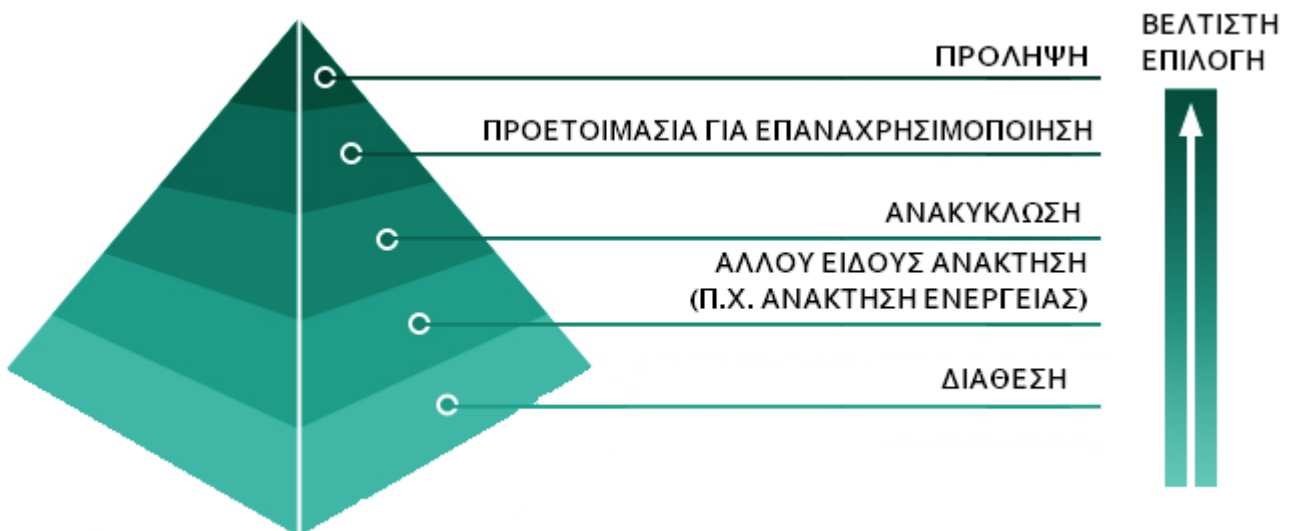 ΠΡΟΛΗΨΗ
ΠΡΟΕΤΟΙΜΑΣΙΑ ΓΙΑ ΕΠΑΝΑΧΡΗΣΙΜΟΠΟΙΗΣΗ
ΑΝΑΚΥΚΛΩΣΗ
ΑΛΛΟΥ ΕΙΔΟΥΣ ΑΝΑΚΤΗΣΗ
(Π.Χ. ΑΝΑΚΤΗΣΗ ΕΝΕΡΓΕΙΑΣ)
ΔΙΑΘΕΣΗ
ΒΕΛΤΙΣΤΗ
ΕΠΙΛΟΓΗ